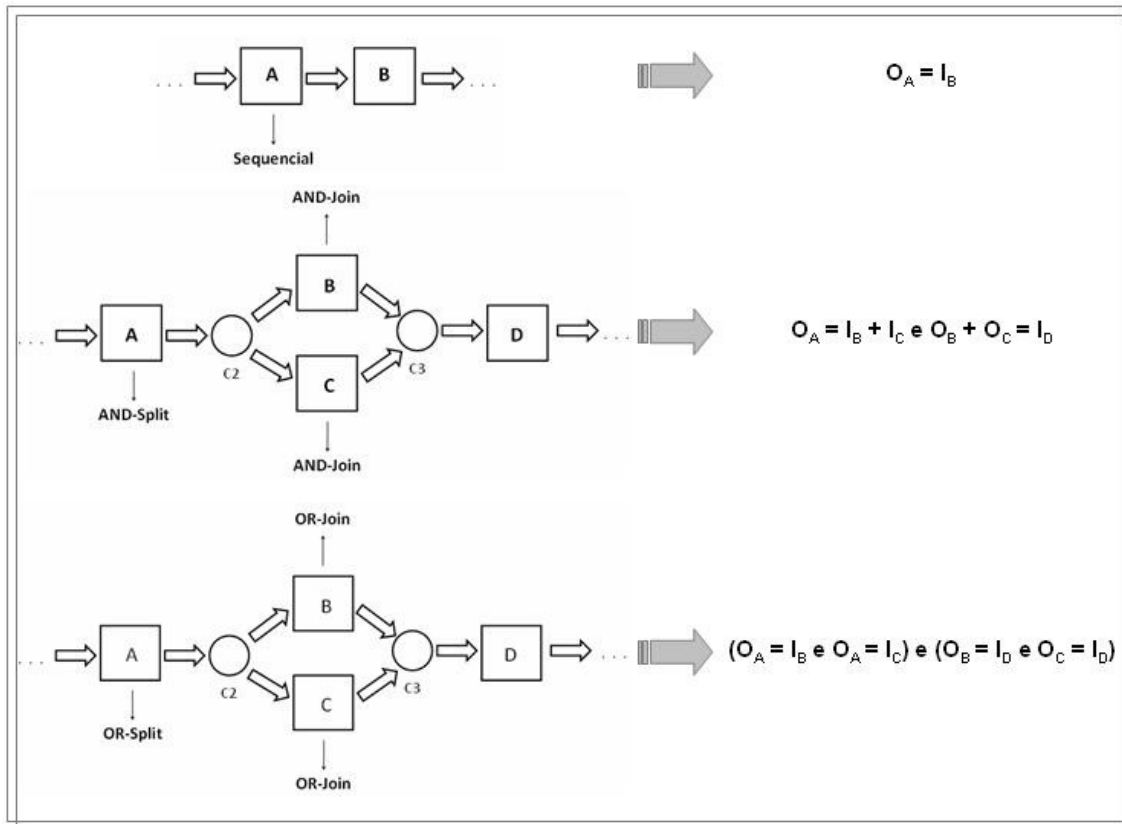 . . . A B . . . O_A = I_B
Sequencial
AND-Join
B
. . . A C2 C3 D . . . O_A = I_B + I_C e O_B + O_C = I_D
C
AND-Split
AND-Join
OR-Join
B
. . . A C2 C3 D . . . (O_A = I_B e O_A = I_C) e (O_B = I_D e O_C = I_D)
C
OR-Split
OR-Join